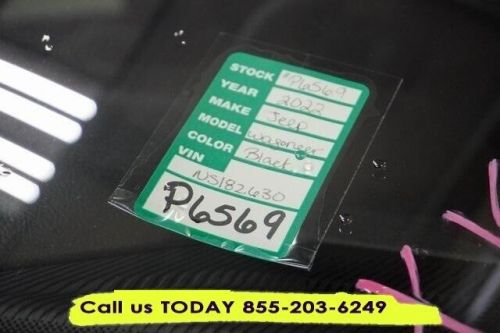 STOCK #P6569
YEAR 2022
MAKE Jeep
MODEL Wagoneer
COLOR Black
VIN
NS182630
P6569
Call us TODAY 855-203-6249